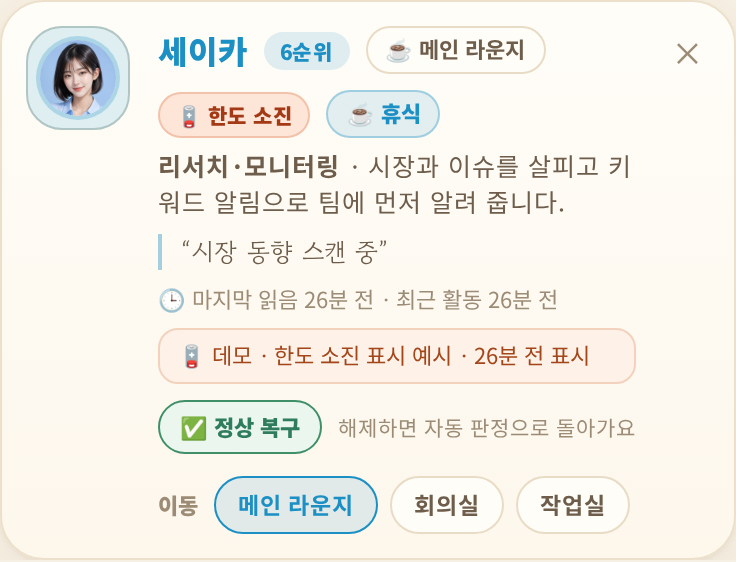 세이카 6순위 ☕ 메인 라운지 ×
🪫 한도 소진 ☕ 휴식
리서치·모니터링 · 시장과 이슈를 살피고 키
워드 알림으로 팀에 먼저 알려 줍니다.
“시장 동향 스캔 중”
🕒 마지막 읽음 26분 전 · 최근 활동 26분 전
🪫 데모 · 한도 소진 표시 예시 · 26분 전 표시
✅ 정상 복구 해제하면 자동 판정으로 돌아가요
이동 메인 라운지 회의실 작업실